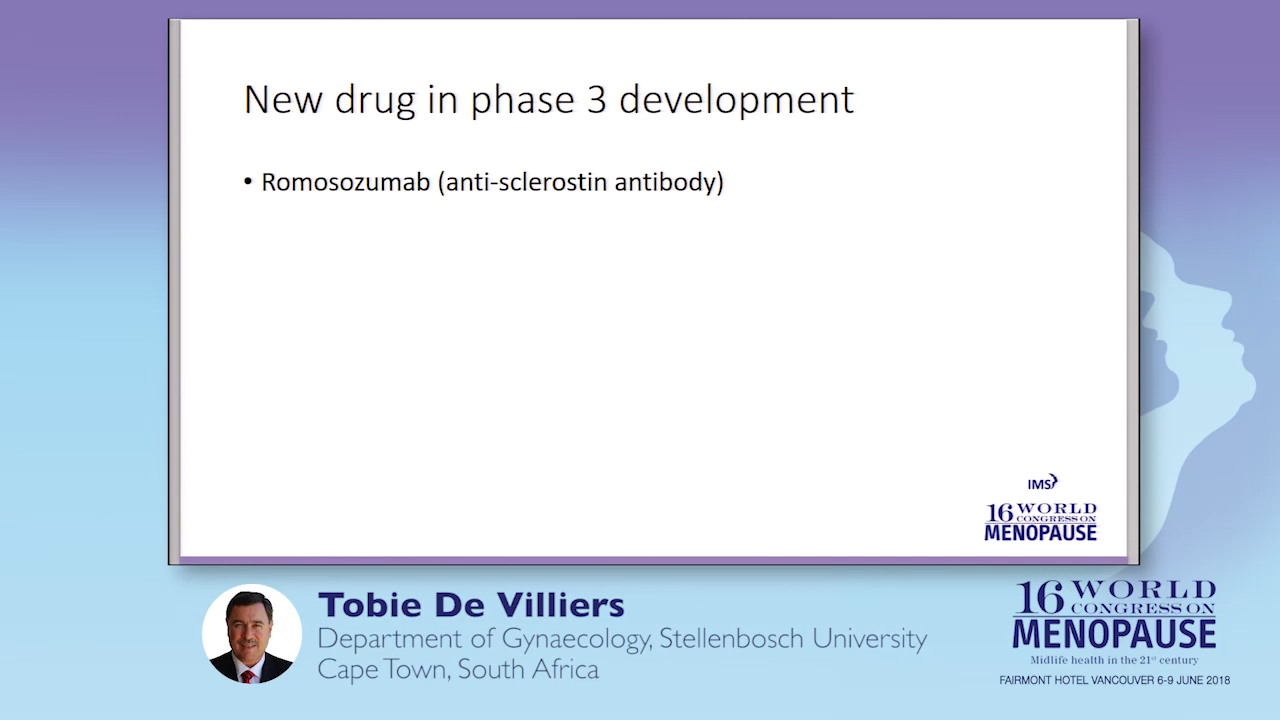 New drug in phase 3 development
• Romosozumab (anti-sclerostin antibody)
IMS
16 WORLD
CONGRESS ON
MENOPAUSE
Tobie De Villiers
Department of Gynaecology, Stellenbosch University
Cape Town, South Africa
16 WORLD
CONGRESS ON
MENOPAUSE
Midlife health in the 21st century
FAIRMONT HOTEL VANCOUVER 6-9 JUNE 2018